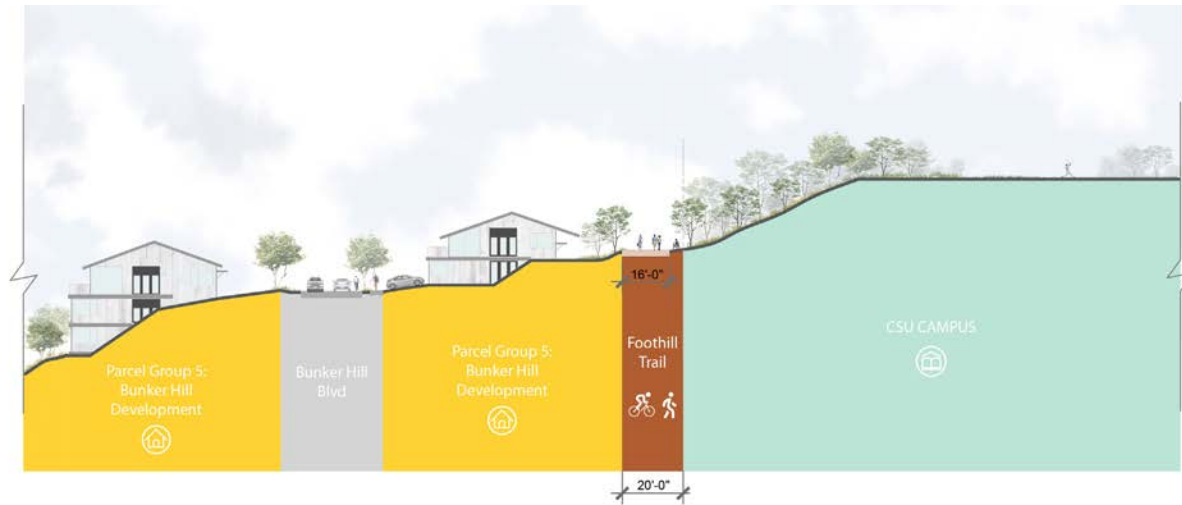 16'-0"
Parcel Group 5:
Bunker Hill
Development
Bunker Hill
Blvd
Parcel Group 5:
Bunker Hill
Development
Foothill
Trail
CSU CAMPUS
20'-0"